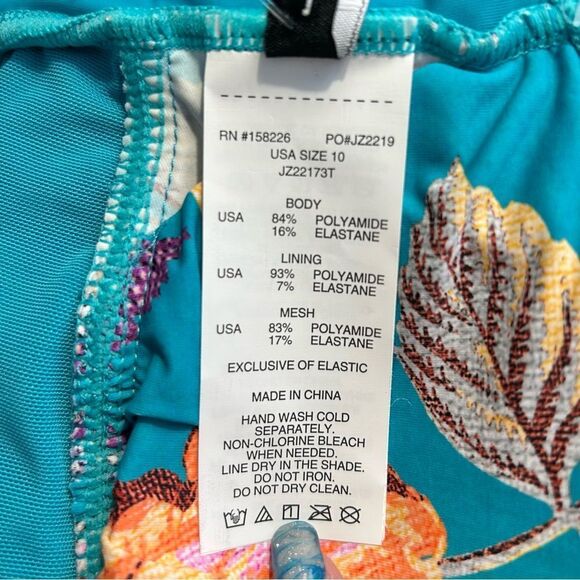 RN #158226 PO#JZ2219
USA SIZE 10
JZ22173T
BODY
USA 84% POLYAMIDE
16% ELASTANE
LINING
USA 93% POLYAMIDE
7% ELASTANE
MESH
USA 83% POLYAMIDE
17% ELASTANE
EXCLUSIVE OF ELASTIC
MADE IN CHINA
HAND WASH COLD
SEPARATELY.
NON-CHLORINE BLEACH
WHEN NEEDED.
LINE DRY IN THE SHADE.
DO NOT IRON.
DO NOT DRY CLEAN.